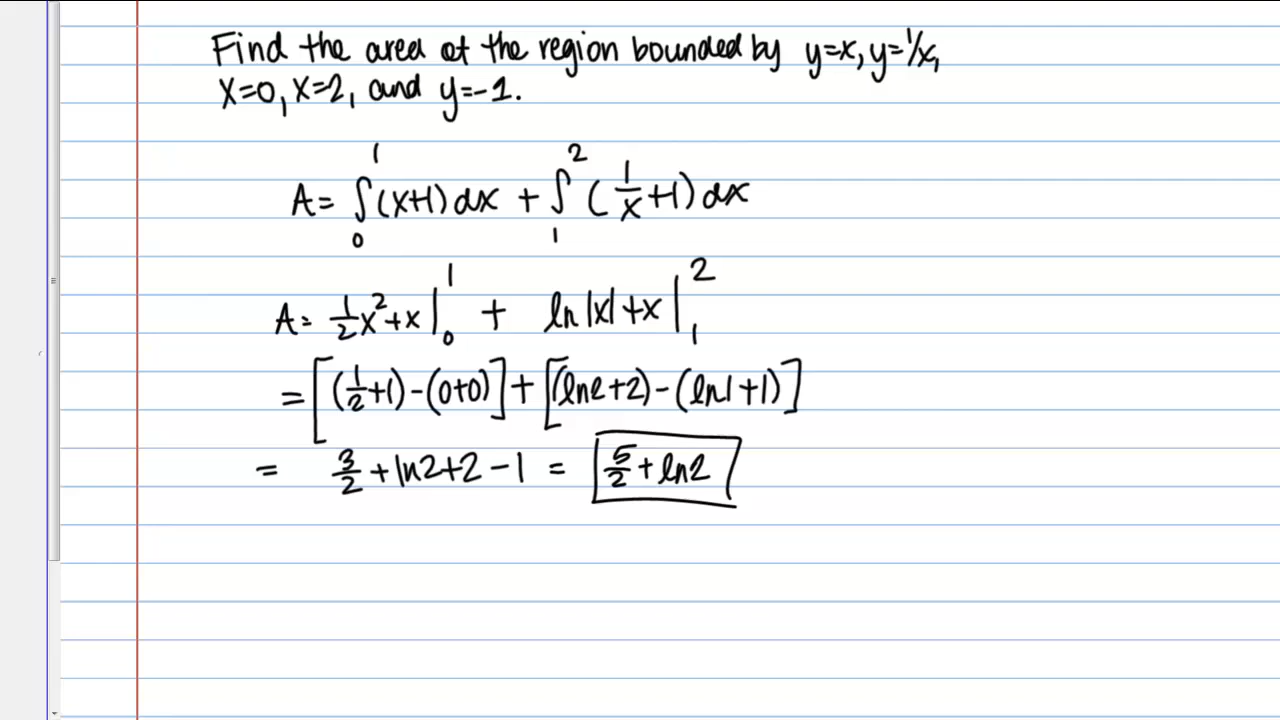 Find the area of the region bounded by y=x, y=1/x,
x=0, x=2, and y=-1.
A= ∫₀¹ (x+1) dx + ∫₁² (1/x +1) dx
A= 1/2 x² + x |₀¹ + ln |x| + x |₁²
= [(1/2 +1) - (0+0)] + [(ln2+2) - (ln1+1)]
= 3/2 + ln2+2 -1 = 5/2 + ln2